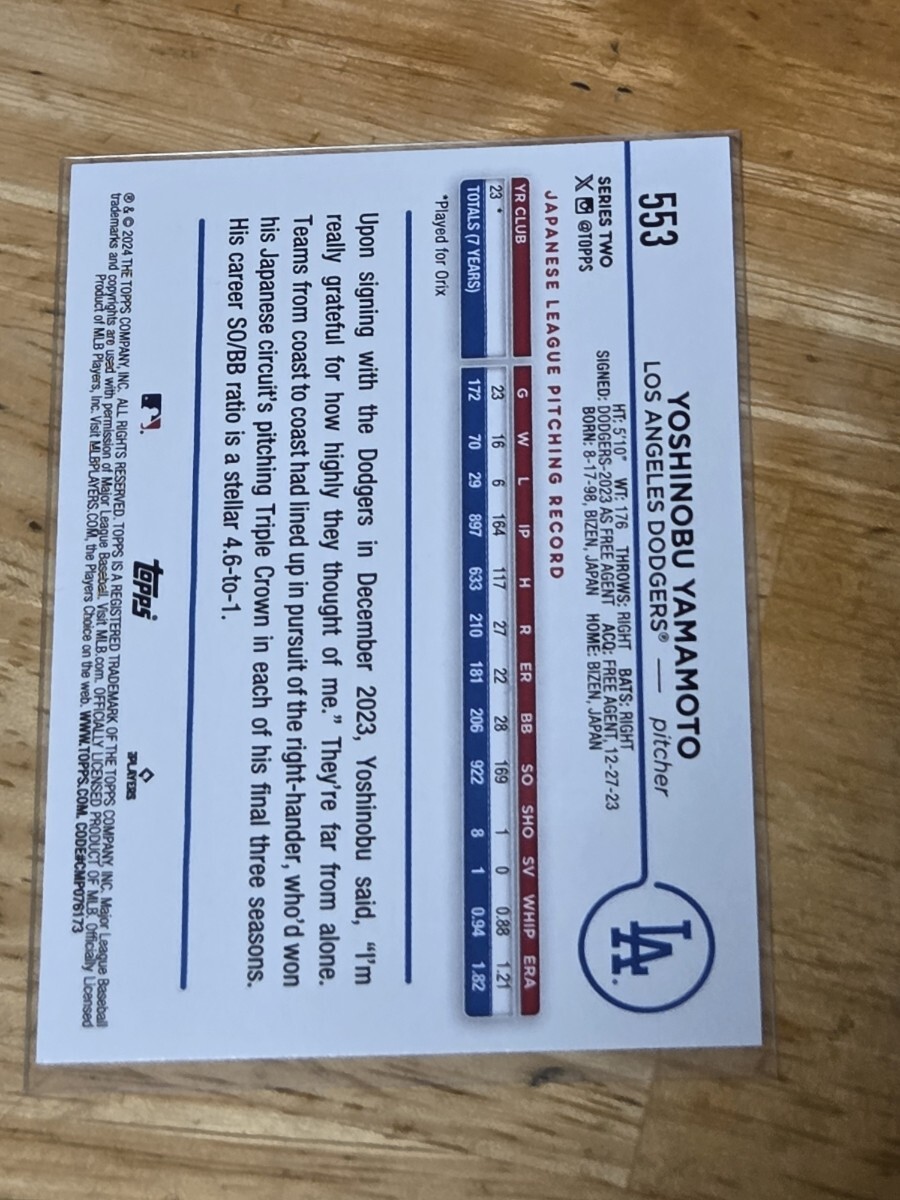 553
YOSHINOBU YAMAMOTO
LOS ANGELES DODGERS® — pitcher
SERIES TWO
X @TOPPS
HT: 5'10" WT: 176 THROWS: RIGHT BATS: RIGHT
SIGNED: DODGERS-2023 AS FREE AGENT ACQ: FREE AGENT, 12-27-23
BORN: 8-17-98, BIZEN, JAPAN HOME: BIZEN, JAPAN
LA
JAPANESE LEAGUE PITCHING RECORD
YR CLUB G W L IP H R ER BB SO SHO SV WHIP ERA
23 * 23 16 6 164 117 27 22 28 169 1 0 0.88 1.21
TOTALS (7 YEARS) 172 70 29 897 633 210 181 206 922 8 1 0.94 1.82
*Played for Orix
Upon signing with the Dodgers in December 2023, Yoshinobu said, "I'm
really grateful for how highly they thought of me." They're far from alone.
Teams from coast to coast had lined up in pursuit of the right-hander, who'd won
his Japanese circuit's pitching Triple Crown in each of his final three seasons.
His career SO/BB ratio is a stellar 4.6-to-1.
topps
PLAYERS
® & © 2024 THE TOPPS COMPANY, INC. ALL RIGHTS RESERVED. TOPPS IS A REGISTERED TRADEMARK OF THE TOPPS COMPANY, INC. Major League Baseball
trademarks and copyrights are used with permission of Major League Baseball. Visit MLB.com. OFFICIALLY LICENSED PRODUCT OF MLB. Officially Licensed
Product of MLB Players, Inc. Visit MLBPLAYERS.COM, the Players Choice on the web. WWW.TOPPS.COM. CODE#CMP076173